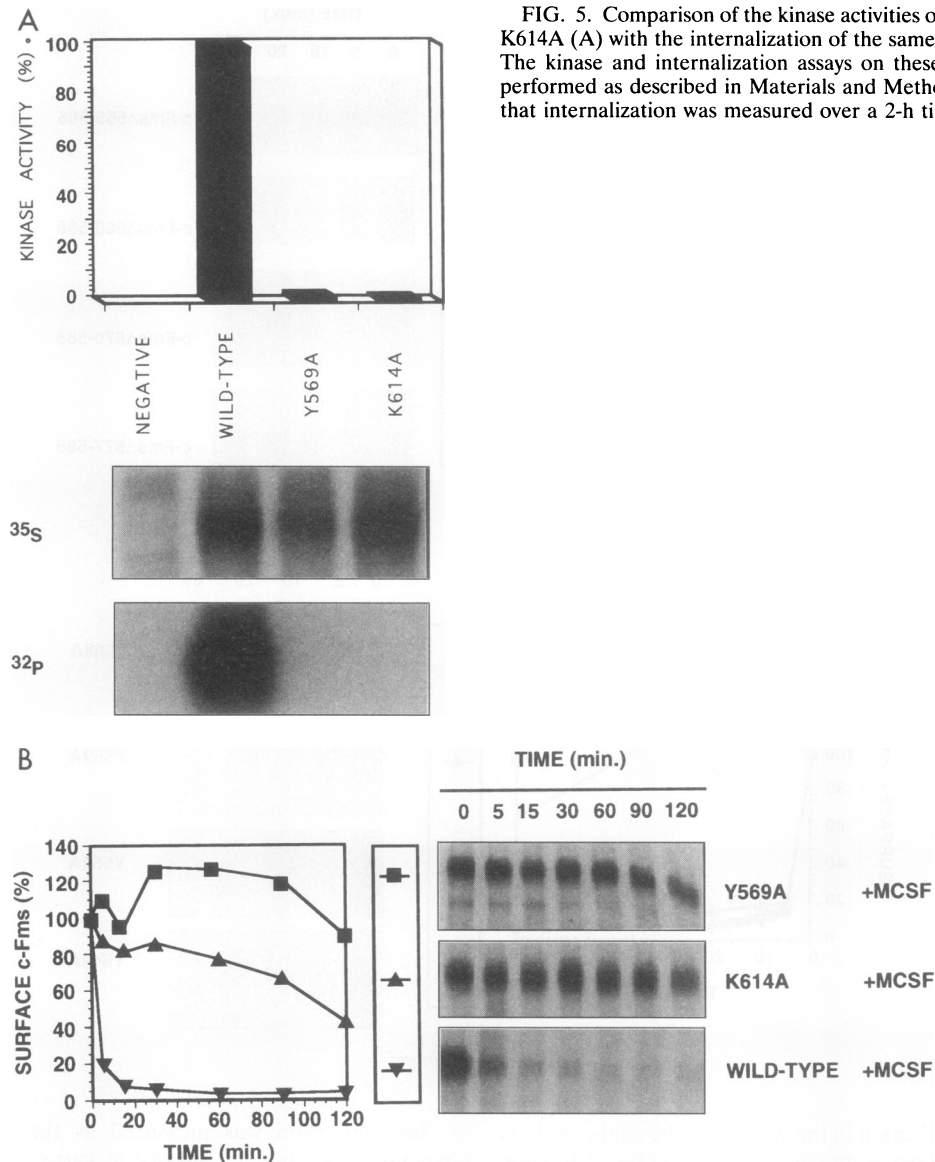 A
FIG. 5. Comparison of the kinase activities o
K614A (A) with the internalization of the same
The kinase and internalization assays on these
performed as described in Materials and Metho
that internalization was measured over a 2-h ti
KINASE ACTIVITY (%)
100
80
60
40
20
0
NEGATIVE
WILD-TYPE
Y569A
K614A
35S
32P
B
TIME (min.)
0 5 15 30 60 90 120
SURFACE c-Fms (%)
140
120
100
80
60
40
20
0
0 20 40 60 80 100 120
TIME (min.)
Y569A +MCSF
K614A +MCSF
WILD-TYPE +MCSF